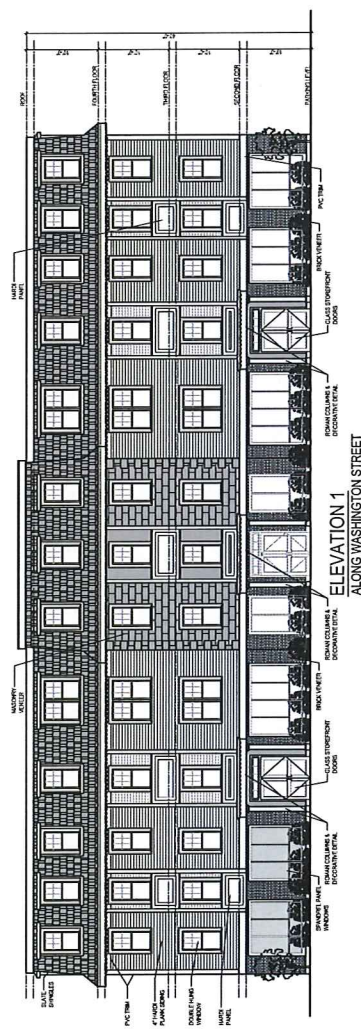 ROOF
FOURTH FLOOR
THIRD FLOOR
SECOND FLOOR
PARKING LEVEL
HARDI
PANEL
MASONRY
VENEER
SLATE
SHINGLES
PVC TRIM
4" HARDI
PLANK SIDING
DOUBLE HUNG
WINDOW
HARDI
PANEL
SPANDREL PANEL
WINDOWS
ROMAN COLUMNS &
DECORATIVE DETAIL
GLASS STOREFRONT
DOORS
BRICK VENEER
ROMAN COLUMNS &
DECORATIVE DETAIL
ROMAN COLUMNS &
DECORATIVE DETAIL
GLASS STOREFRONT
DOORS
BRICK VENEER
PVC TRIM
ELEVATION 1
ALONG WASHINGTON STREET